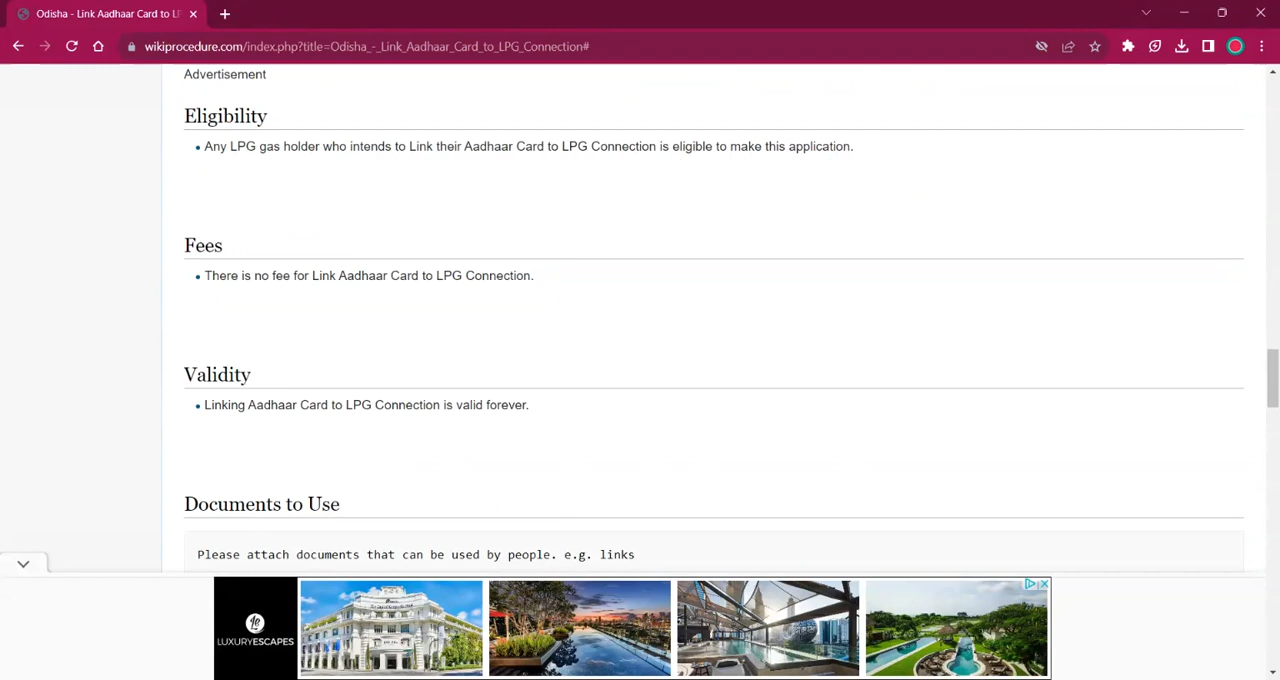 Odisha - Link Aadhaar Card to LP
wikiprocedure.com/index.php?title=Odisha_-_Link_Aadhaar_Card_to_LPG_Connection#
Advertisement
Eligibility
Any LPG gas holder who intends to Link their Aadhaar Card to LPG Connection is eligible to make this application.
Fees
There is no fee for Link Aadhaar Card to LPG Connection.
Validity
Linking Aadhaar Card to LPG Connection is valid forever.
Documents to Use
Please attach documents that can be used by people. e.g. links
LUXURY ESCAPES